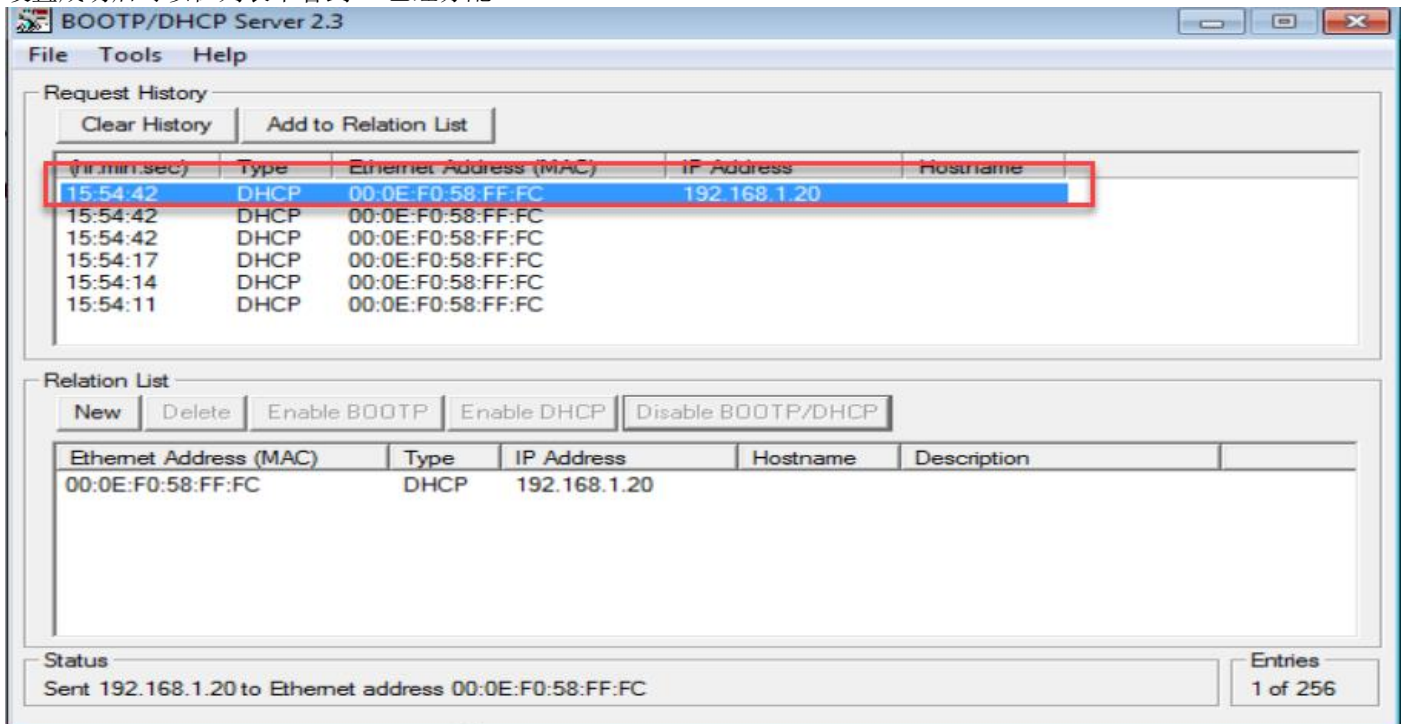 BOOTP/DHCP Server 2.3
File Tools Help
Request History
Clear History Add to Relation List
(hr:min:sec) Type Ethernet Address (MAC) IP Address Hostname
15:54:42 DHCP 00:0E:F0:58:FF:FC 192.168.1.20
15:54:42 DHCP 00:0E:F0:58:FF:FC
15:54:42 DHCP 00:0E:F0:58:FF:FC
15:54:17 DHCP 00:0E:F0:58:FF:FC
15:54:14 DHCP 00:0E:F0:58:FF:FC
15:54:11 DHCP 00:0E:F0:58:FF:FC
Relation List
New Delete Enable BOOTP Enable DHCP Disable BOOTP/DHCP
Ethernet Address (MAC) Type IP Address Hostname Description
00:0E:F0:58:FF:FC DHCP 192.168.1.20
Status
Sent 192.168.1.20 to Ethernet address 00:0E:F0:58:FF:FC
Entries
1 of 256